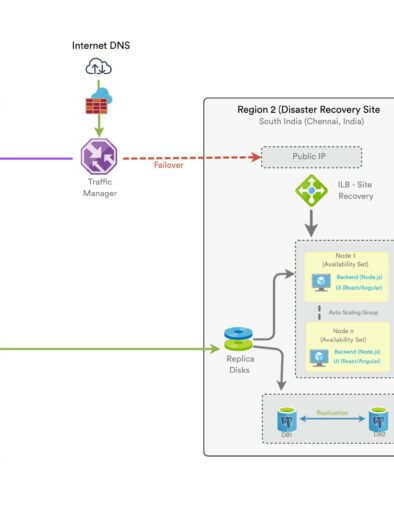 Internet DNS
Region 2 (Disaster Recovery Site
South India (Chennai, India)
Public IP
Failover
Traffic
Manager
ILB - Site
Recovery
Node 1
(Availability Set)
Backend (Node.js)
UI (React/Angular)
Auto Scaling Group
Node n
(Availability Set)
Backend (Node.js)
UI (React/Angular)
Replica
Disks
Replication
DB1
DB2